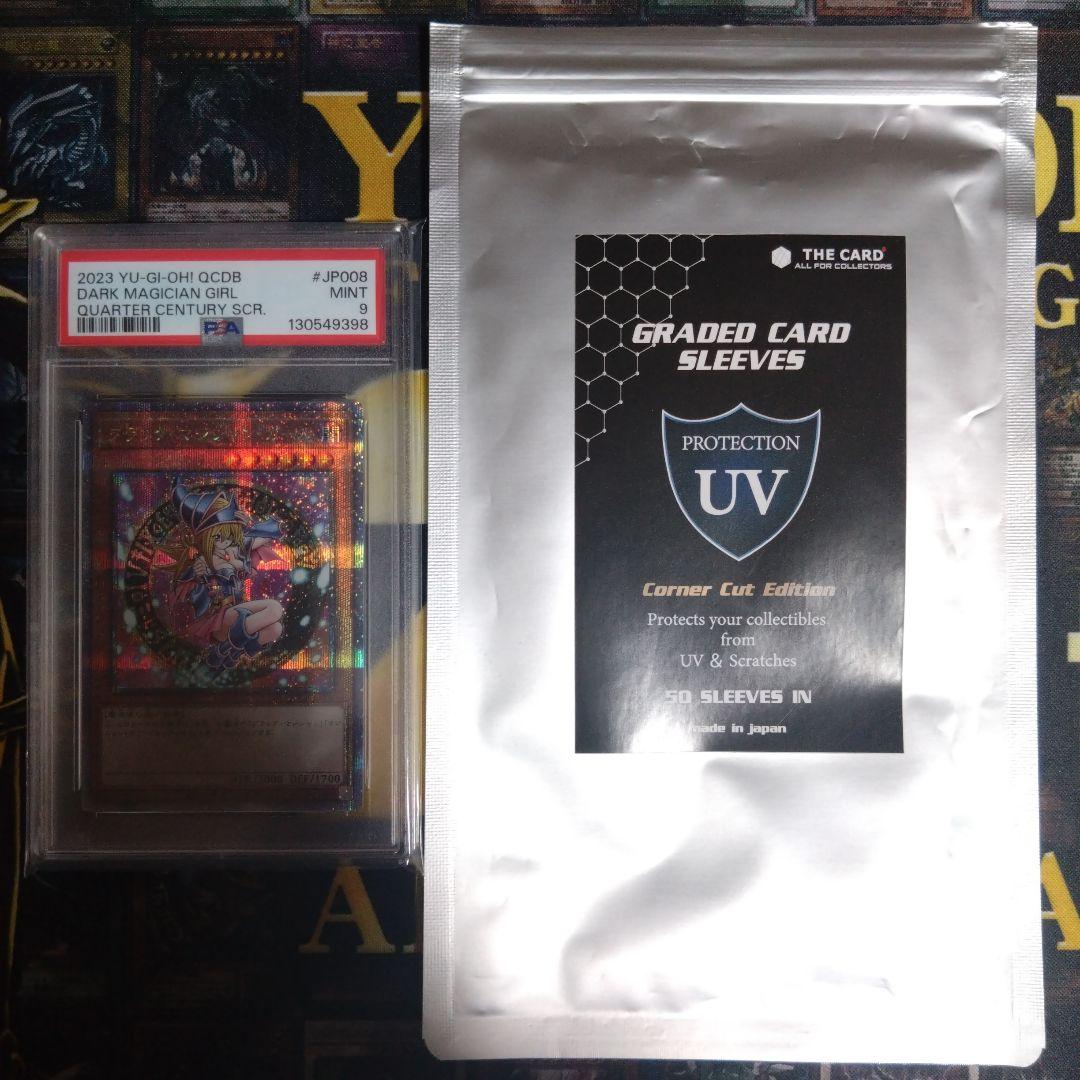 2023 YU-GI-OH! QCDB #JP008
DARK MAGICIAN GIRL MINT
QUARTER CENTURY SCR. 9
PSA 130549398
DEF/1700
THE CARD
ALL FOR COLLECTORS
GRADED CARD
SLEEVES
PROTECTION
UV
Corner Cut Edition
Protects your collectibles
from
UV & Scratches
50 SLEEVES IN
made in japan